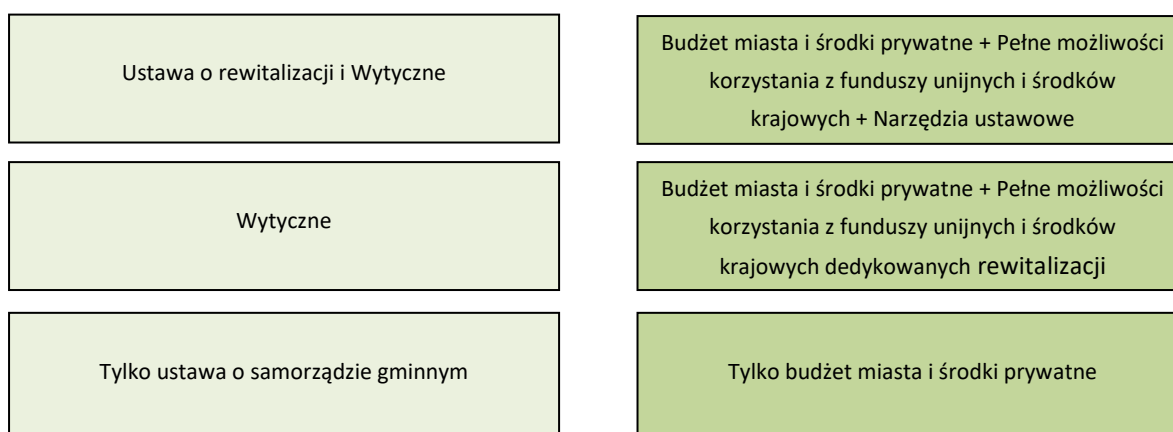 Ustawa o rewitalizacji i Wytyczne
Budżet miasta i środki prywatne + Pełne możliwości
korzystania z funduszy unijnych i środków
krajowych + Narzędzia ustawowe
Wytyczne
Budżet miasta i środki prywatne + Pełne możliwości
korzystania z funduszy unijnych i środków
krajowych dedykowanych rewitalizacji
Tylko ustawa o samorządzie gminnym
Tylko budżet miasta i środki prywatne